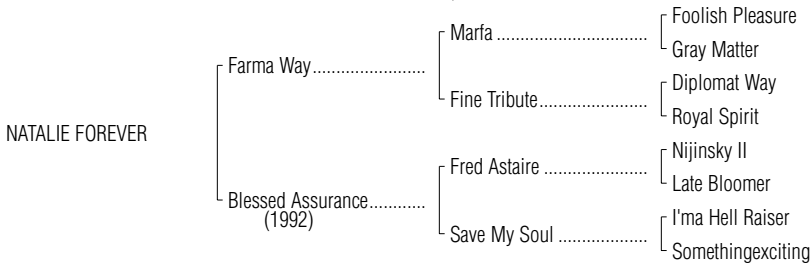 Foolish Pleasure
Marfa ................................
Gray Matter
Farma Way........................
Diplomat Way
Fine Tribute.......................
Royal Spirit
NATALIE FOREVER
Nijinsky II
Fred Astaire ......................
Late Bloomer
Blessed Assurance............
(1992)
I'ma Hell Raiser
Save My Soul ...................
Somethingexciting